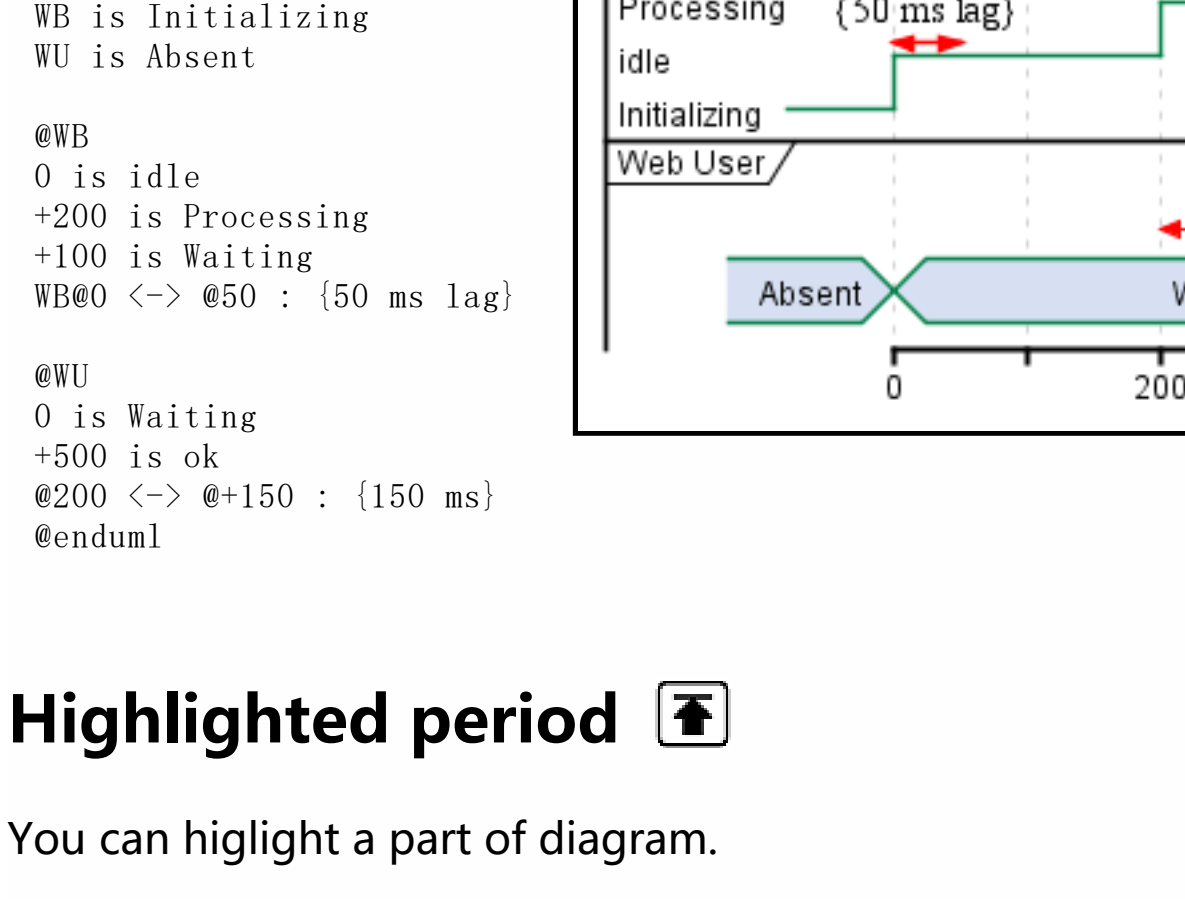 WB is Initializing
WU is Absent
@WB
0 is idle
+200 is Processing
+100 is Waiting
WB@0 <-> @50 : {50 ms lag}
@WU
0 is Waiting
+500 is ok
@200 <-> @+150 : {150 ms}
@enduml
Processing {50 ms lag}
idle
Initializing
Web User
Absent
0 200
Highlighted period
You can higlight a part of diagram.